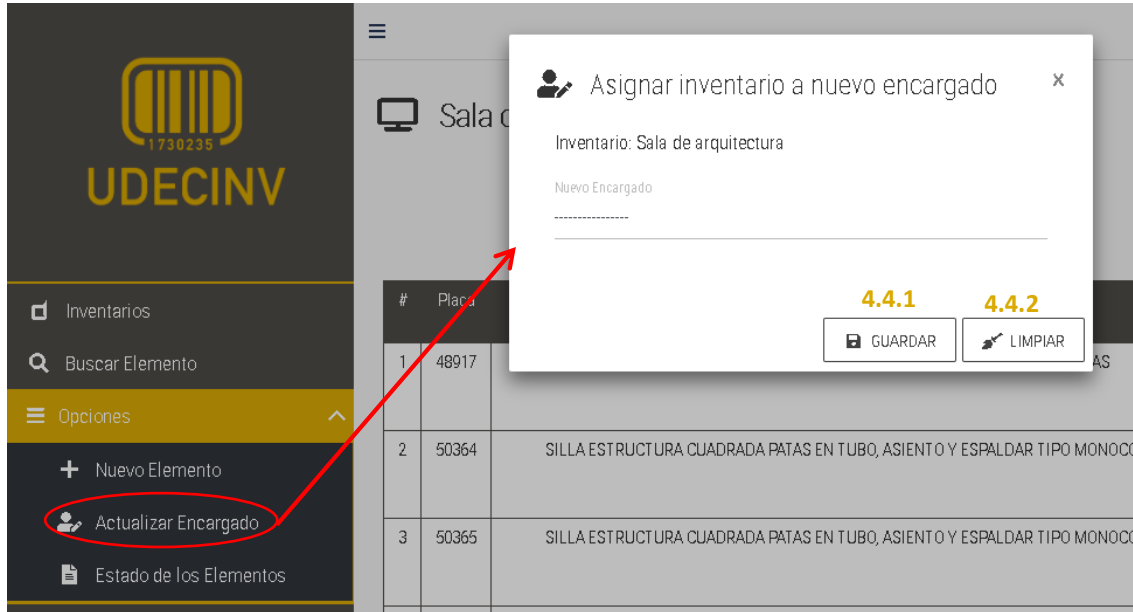 1730235
UDECINV
Inventarios
Buscar Elemento
Opciones
Nuevo Elemento
Actualizar Encargado
Estado de los Elementos
Sala
Asignar inventario a nuevo encargado
x
Inventario: Sala de arquitectura
Nuevo Encargado
----------------
4.4.1
4.4.2
GUARDAR
LIMPIAR
# Placa
1 48917 AS
2 50364 SILLA ESTRUCTURA CUADRADA PATAS EN TUBO, ASIENTO Y ESPALDAR TIPO MONOCO
3 50365 SILLA ESTRUCTURA CUADRADA PATAS EN TUBO, ASIENTO Y ESPALDAR TIPO MONOCO